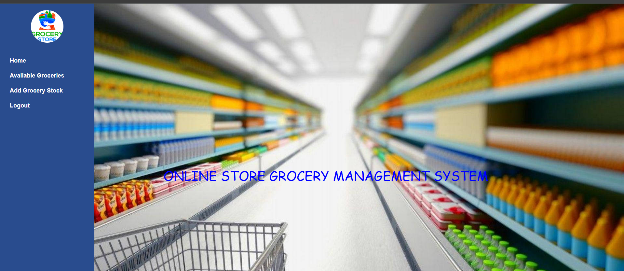 GROCERY
STORE
Home
Available Groceries
Add Grocery Stock
Logout
ONLINE STORE GROCERY MANAGEMENT SYSTEM